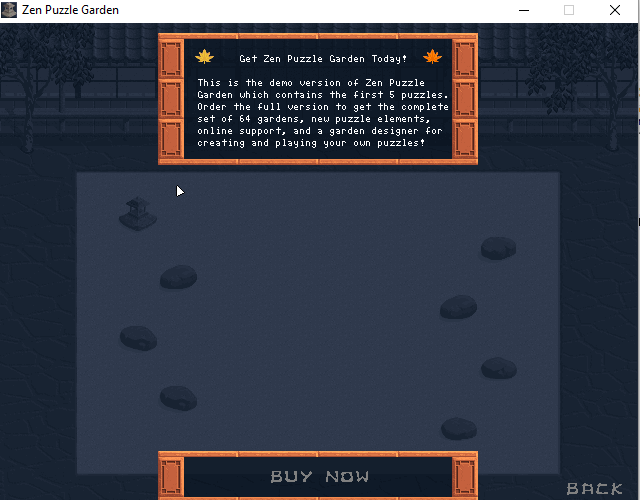 Zen Puzzle Garden
Get Zen Puzzle Garden Today!
This is the demo version of Zen Puzzle
Garden which contains the first 5 puzzles.
Order the full version to get the complete
set of 64 gardens, new puzzle elements,
online support, and a garden designer for
creating and playing your own puzzles!
BUY NOW
BACK